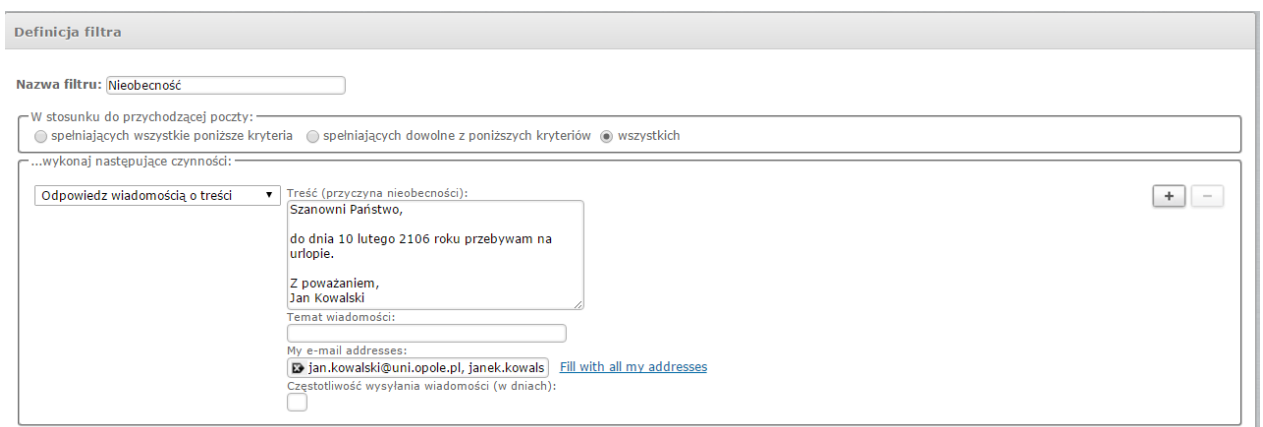 Definicja filtra
Nazwa filtru: Nieobecność
W stosunku do przychodzącej poczty:
spełniających wszystkie poniższe kryteria spełniających dowolne z poniższych kryteriów wszystkich
...wykonaj następujące czynności:
Odpowiedz wiadomością o treści
Treść (przyczyna nieobecności):
Szanowni Państwo,
do dnia 10 lutego 2106 roku przebywam na
urlopie.
Z poważaniem,
Jan Kowalski
Temat wiadomości:
My e-mail addresses:
jan.kowalski@uni.opole.pl, janek.kowals Fill with all my addresses
Częstotliwość wysyłania wiadomości (w dniach):